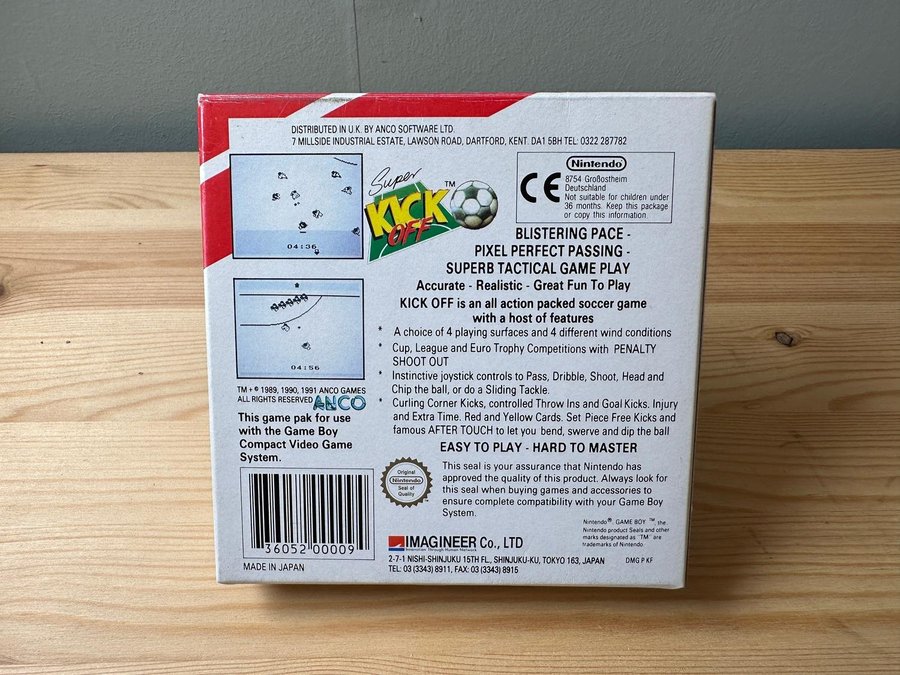 DISTRIBUTED IN U.K. BY ANCO SOFTWARE LTD.
7 MILLSIDE INDUSTRIAL ESTATE, LAWSON ROAD, DARTFORD, KENT. DA1 5BH TEL: 0322 287782
04:36
Super
KICK
OFF
TM
CE
Nintendo
8754 Großostheim
Deutschland
Not suitable for children under
36 months. Keep this package
or copy this information.
BLISTERING PACE -
PIXEL PERFECT PASSING -
SUPERB TACTICAL GAME PLAY
Accurate - Realistic - Great Fun To Play
KICK OFF is an all action packed soccer game
with a host of features
* A choice of 4 playing surfaces and 4 different wind conditions
* Cup, League and Euro Trophy Competitions with PENALTY
SHOOT OUT
* Instinctive joystick controls to Pass, Dribble, Shoot, Head and
Chip the ball, or do a Sliding Tackle.
* Curling Corner Kicks, controlled Throw Ins and Goal Kicks. Injury
and Extra Time. Red and Yellow Cards. Set Piece Free Kicks and
famous AFTER TOUCH to let you bend, swerve and dip the ball
EASY TO PLAY - HARD TO MASTER
04:56
TM + © 1989, 1990, 1991 ANCO GAMES
ALL RIGHTS RESERVED ANCO
This game pak for use
with the Game Boy
Compact Video Game
System.
Original
Nintendo
Seal of
Quality
This seal is your assurance that Nintendo has
approved the quality of this product. Always look for
this seal when buying games and accessories to
ensure complete compatibility with your Game Boy
System.
Nintendo®, GAME BOY ™, the
Nintendo product Seals and other
marks designated as "TM" are
trademarks of Nintendo.
36052 00009
MADE IN JAPAN
IMAGINEER Co., LTD
Innovation Through Human Network
2-7-1 NISHI-SHINJUKU 15TH FL., SHINJUKU-KU, TOKYO 163, JAPAN
TEL: 03 (3343) 8911, FAX: 03 (3343) 8915
DMG P KF